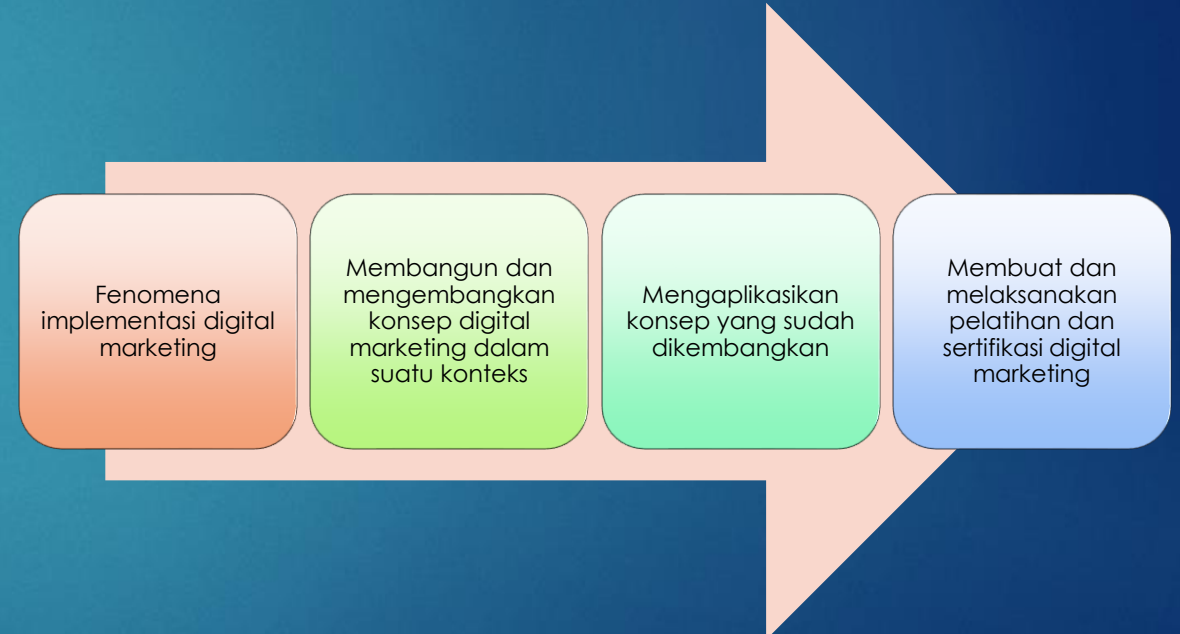 Fenomena
implementasi digital
marketing
Membangun dan
mengembangkan
konsep digital
marketing dalam
suatu konteks
Mengaplikasikan
konsep yang sudah
dikembangkan
Membuat dan
melaksanakan
pelatihan dan
sertifikasi digital
marketing